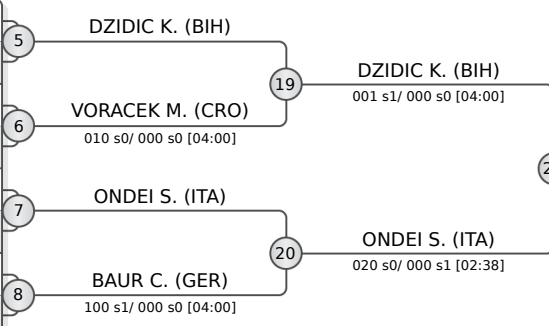 DZIDIC K. (BIH)
5
19
DZIDIC K. (BIH)
001 s1/ 000 s0 [04:00]
VORACEK M. (CRO)
6
010 s0/ 000 s0 [04:00]
ONDEI S. (ITA)
7
20
ONDEI S. (ITA)
020 s0/ 000 s1 [02:38]
BAUR C. (GER)
8
100 s1/ 000 s0 [04:00]